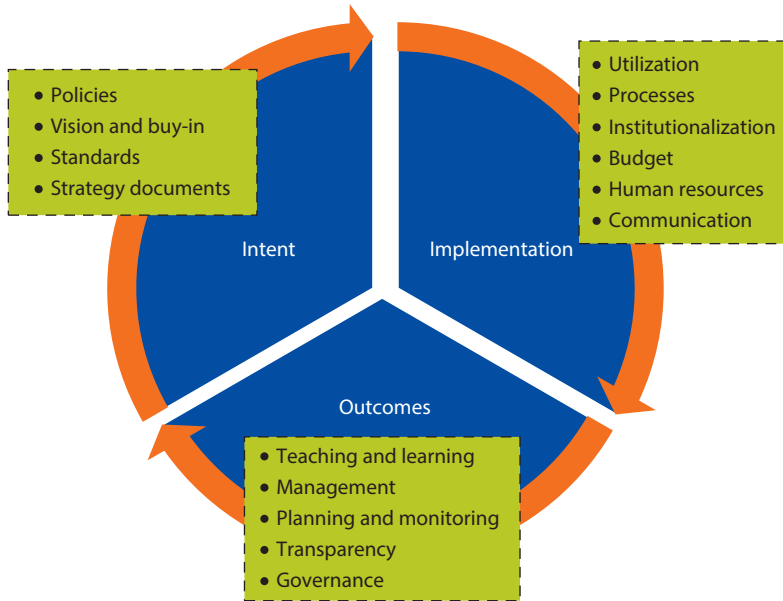 • Policies
• Vision and buy-in
• Standards
• Strategy documents
Intent
• Utilization
• Processes
• Institutionalization
• Budget
• Human resources
• Communication
Implementation
Outcomes
• Teaching and learning
• Management
• Planning and monitoring
• Transparency
• Governance